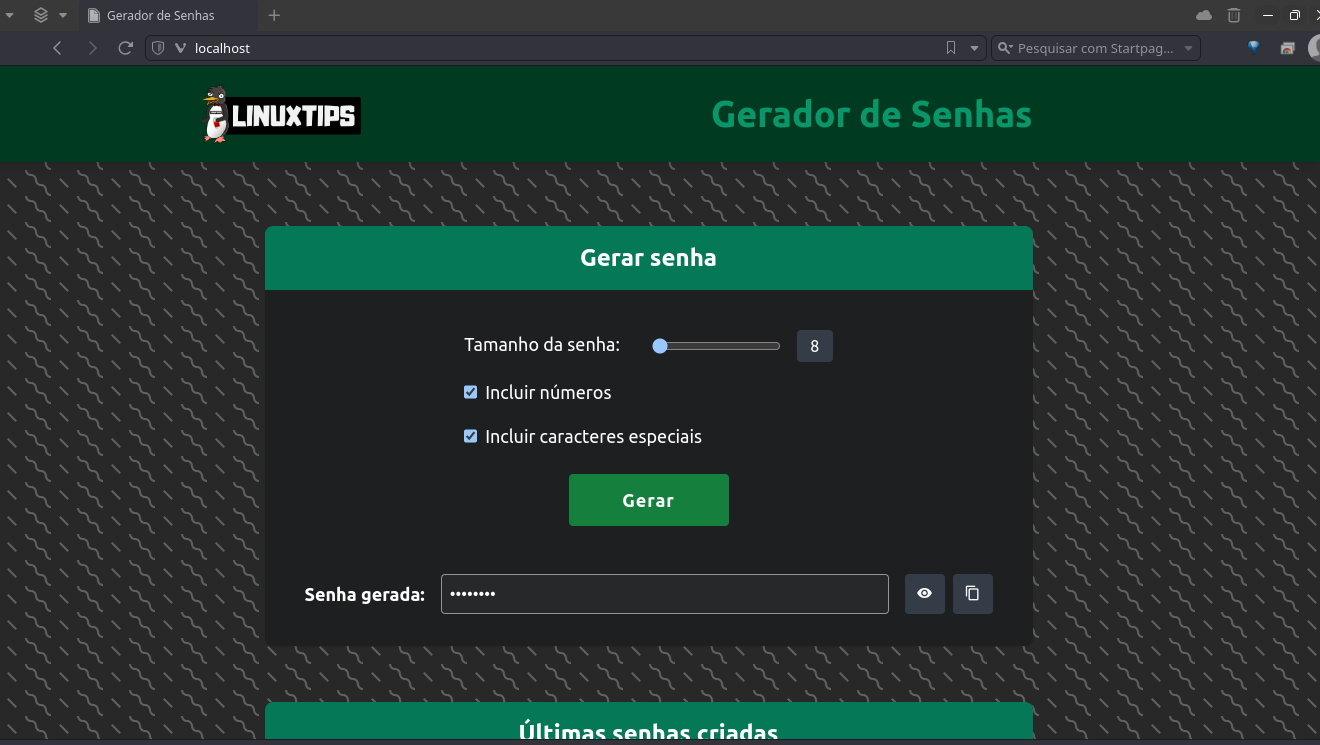 Gerador de Senhas
localhost
Pesquisar com Startpag...
LINUXTIPS
Gerador de Senhas
Gerar senha
Tamanho da senha:
8
Incluir números
Incluir caracteres especiais
Gerar
Senha gerada:
••••••••
Últimas senhas criadas